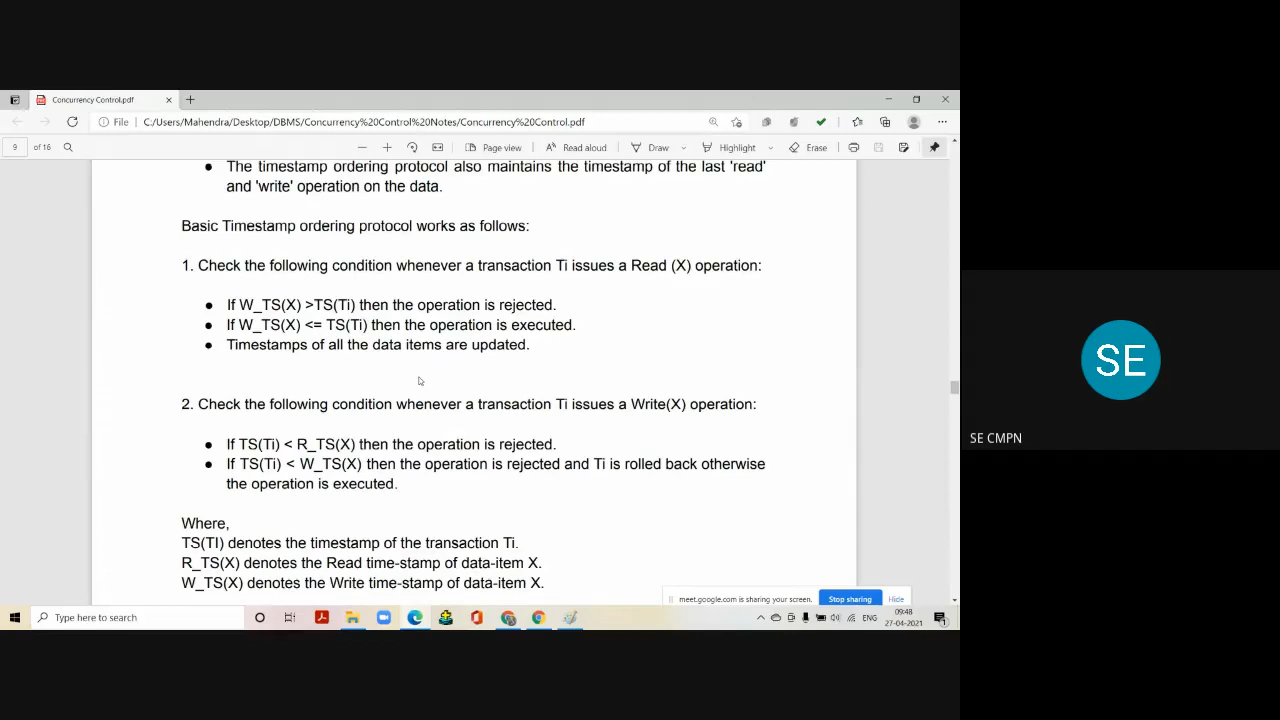 Concurrency Control.pdf
File C:/Users/Mahendra/Desktop/DBMS/Concurrency%20Control%20Notes/Concurrency%20Control.pdf
9 of 16 Page view Read aloud Draw Highlight Erase
● The timestamp ordering protocol also maintains the timestamp of the last 'read'
and 'write' operation on the data.
Basic Timestamp ordering protocol works as follows:
1. Check the following condition whenever a transaction Ti issues a Read (X) operation:
● If W_TS(X) >TS(Ti) then the operation is rejected.
● If W_TS(X) <= TS(Ti) then the operation is executed.
● Timestamps of all the data items are updated.
2. Check the following condition whenever a transaction Ti issues a Write(X) operation:
● If TS(Ti) < R_TS(X) then the operation is rejected.
● If TS(Ti) < W_TS(X) then the operation is rejected and Ti is rolled back otherwise
the operation is executed.
Where,
TS(TI) denotes the timestamp of the transaction Ti.
R_TS(X) denotes the Read time-stamp of data-item X.
W_TS(X) denotes the Write time-stamp of data-item X.
meet.google.com is sharing your screen. Stop sharing Hide
Type here to search
ENG
09:48
27-04-2021
SE
SE CMPN